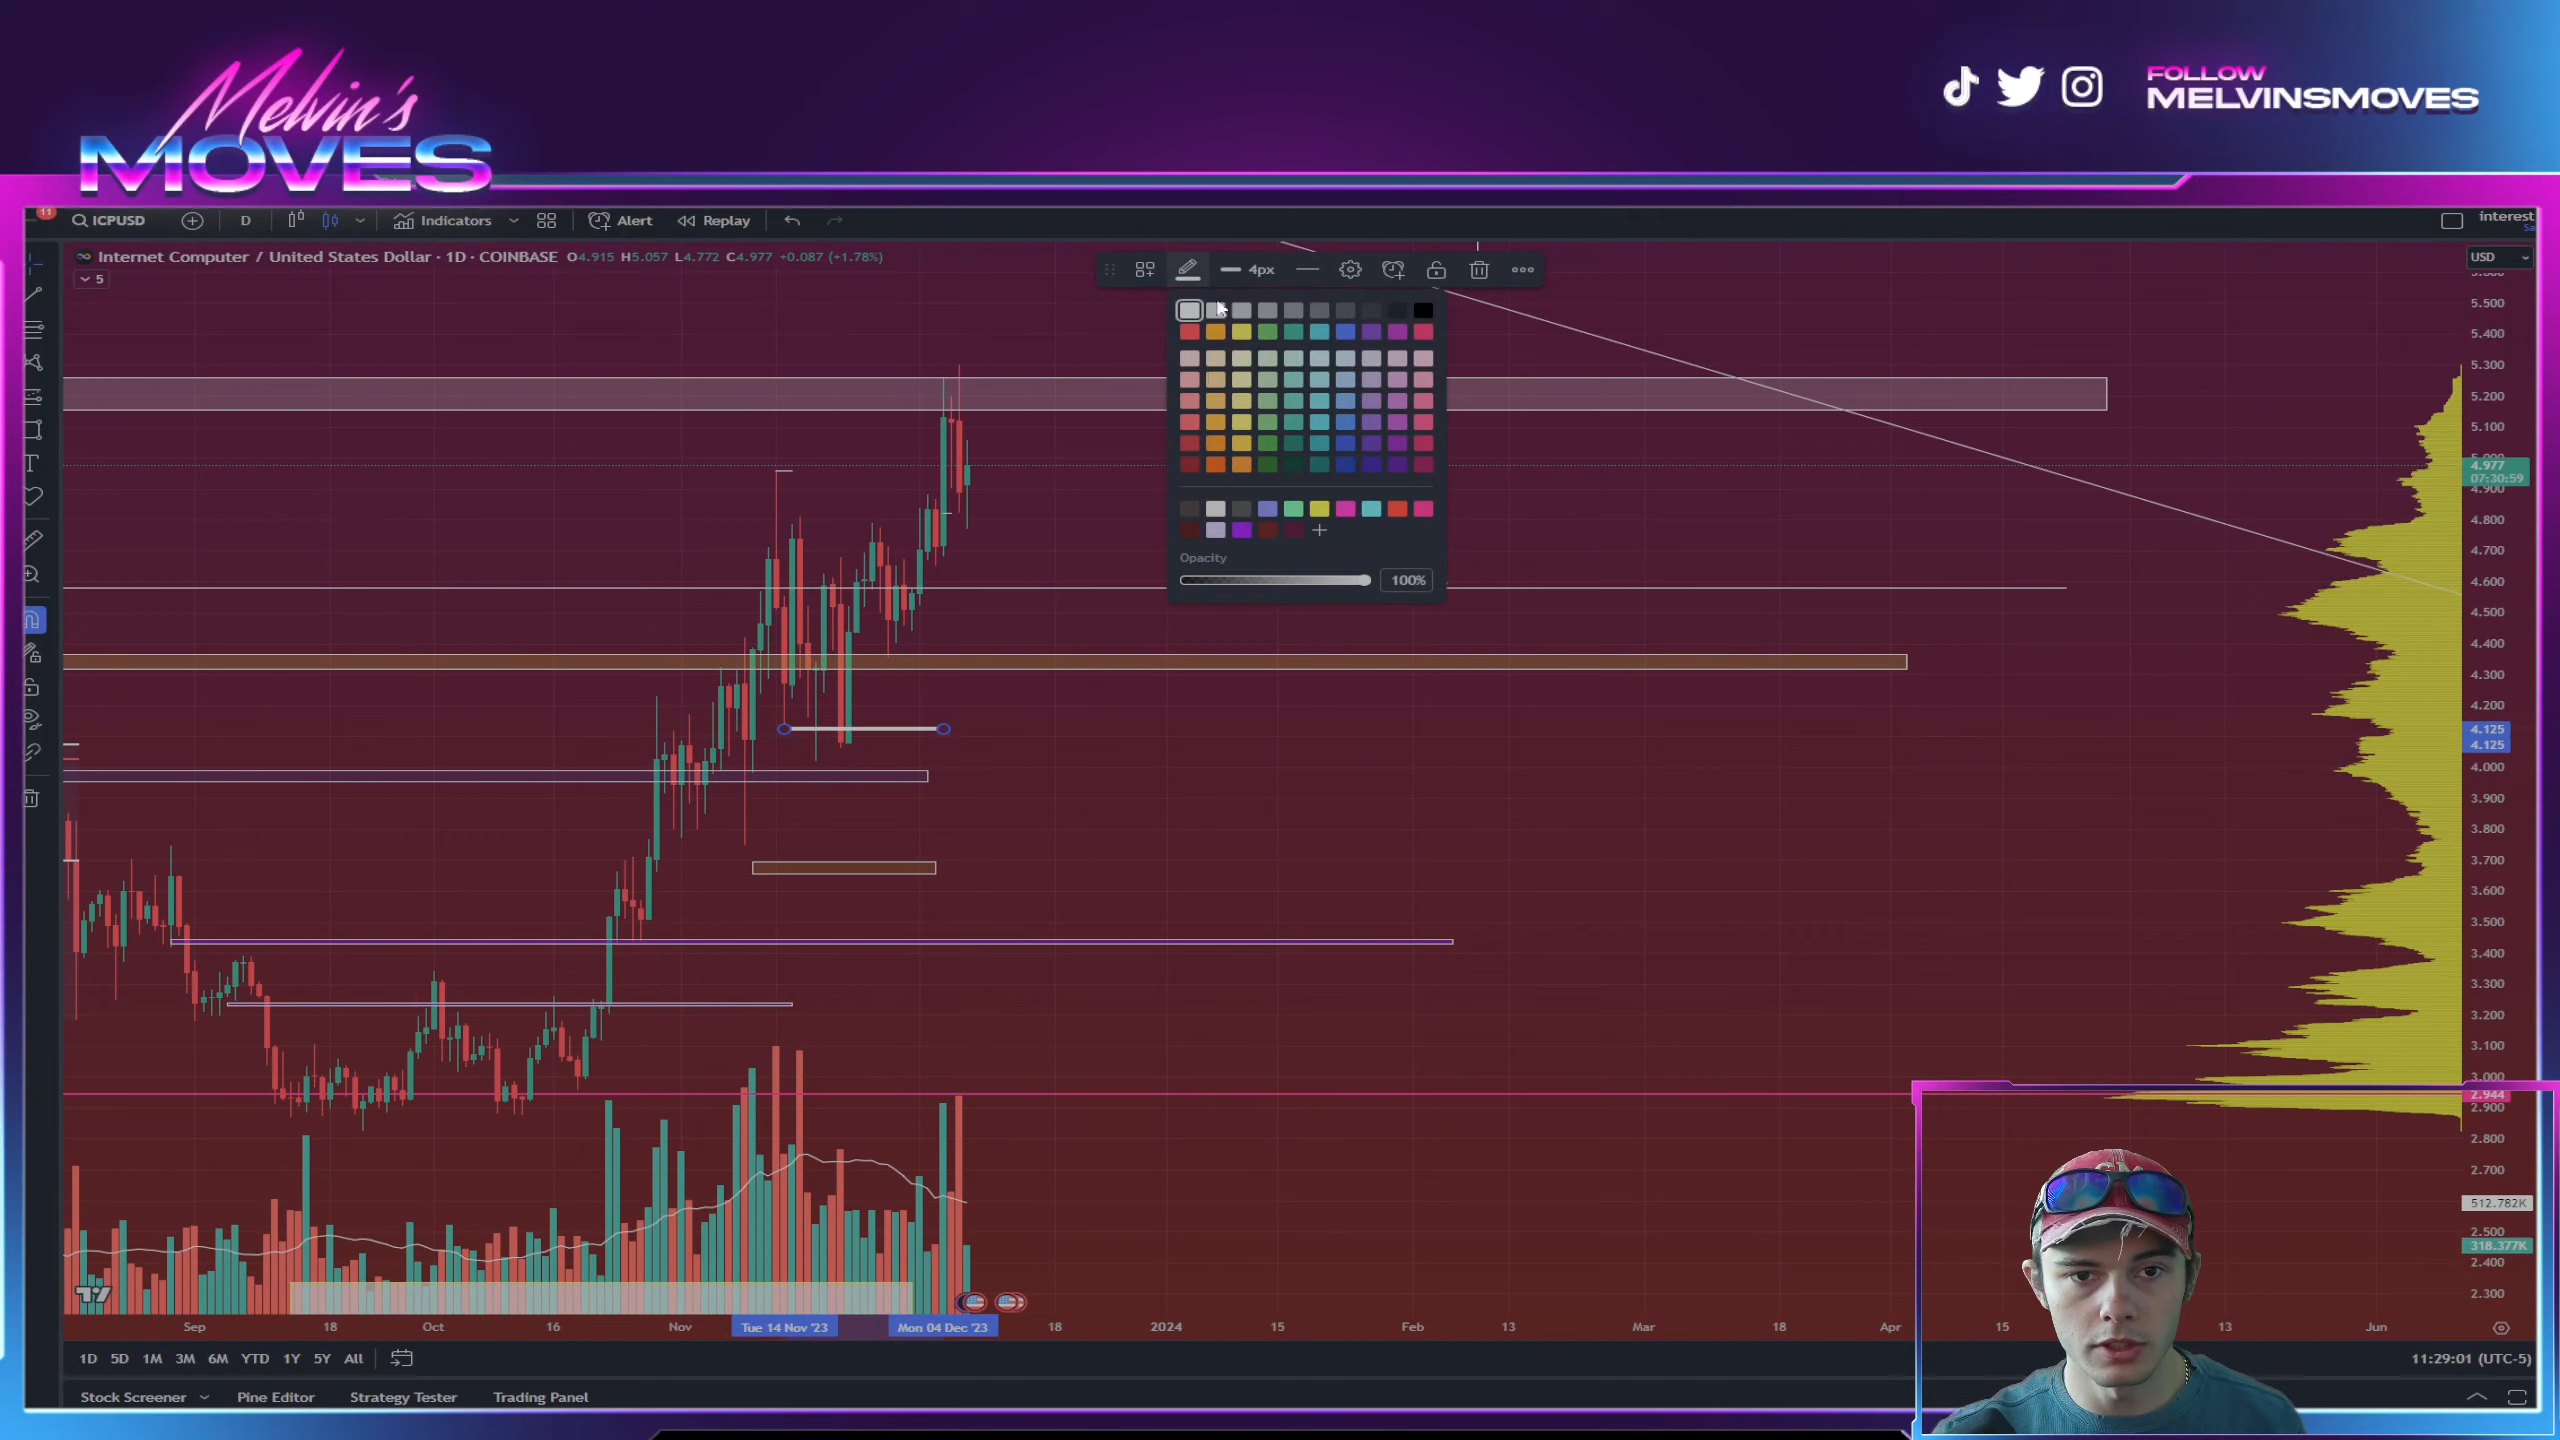 Melvin's
MOVES
FOLLOW
MELVINSMOVES
11
ICPUSD
D
Indicators
Alert
Replay
interest
Sa
Internet Computer / United States Dollar · 1D · COINBASE O4.915 H5.057 L4.772 C4.977 +0.087 (+1.78%)
5
4px
USD
5.500
5.400
5.300
5.200
5.100
4.977
07:30:59
4.900
4.800
4.700
4.600
4.500
4.400
4.300
4.200
4.125
4.125
4.000
3.900
3.800
3.700
3.600
3.500
3.400
3.300
3.200
3.100
3.000
2.944
2.900
2.800
2.700
512.782K
2.500
318.377K
2.400
2.300
Opacity
100%
Sep
18
Oct
16
Nov
Tue 14 Nov '23
Mon 04 Dec '23
18
2024
15
Feb
13
Mar
18
Apr
15
13
Jun
1D 5D 1M 3M 6M YTD 1Y 5Y All
11:29:01 (UTC-5)
Stock Screener
Pine Editor
Strategy Tester
Trading Panel